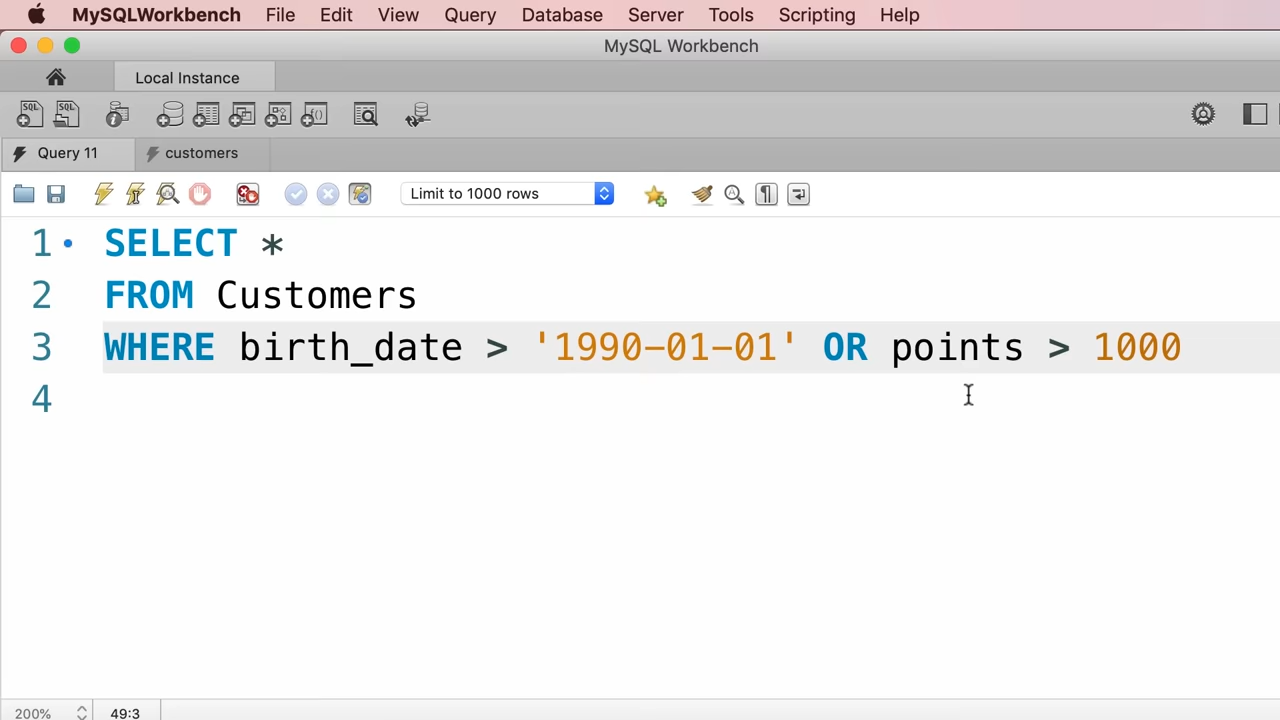 MySQLWorkbench File Edit View Query Database Server Tools Scripting Help
MySQL Workbench
Local Instance
SQL SQL
Query 11 customers
Limit to 1000 rows
1 SELECT *
2 FROM Customers
3 WHERE birth_date > '1990-01-01' OR points > 1000
4
200% 49:3